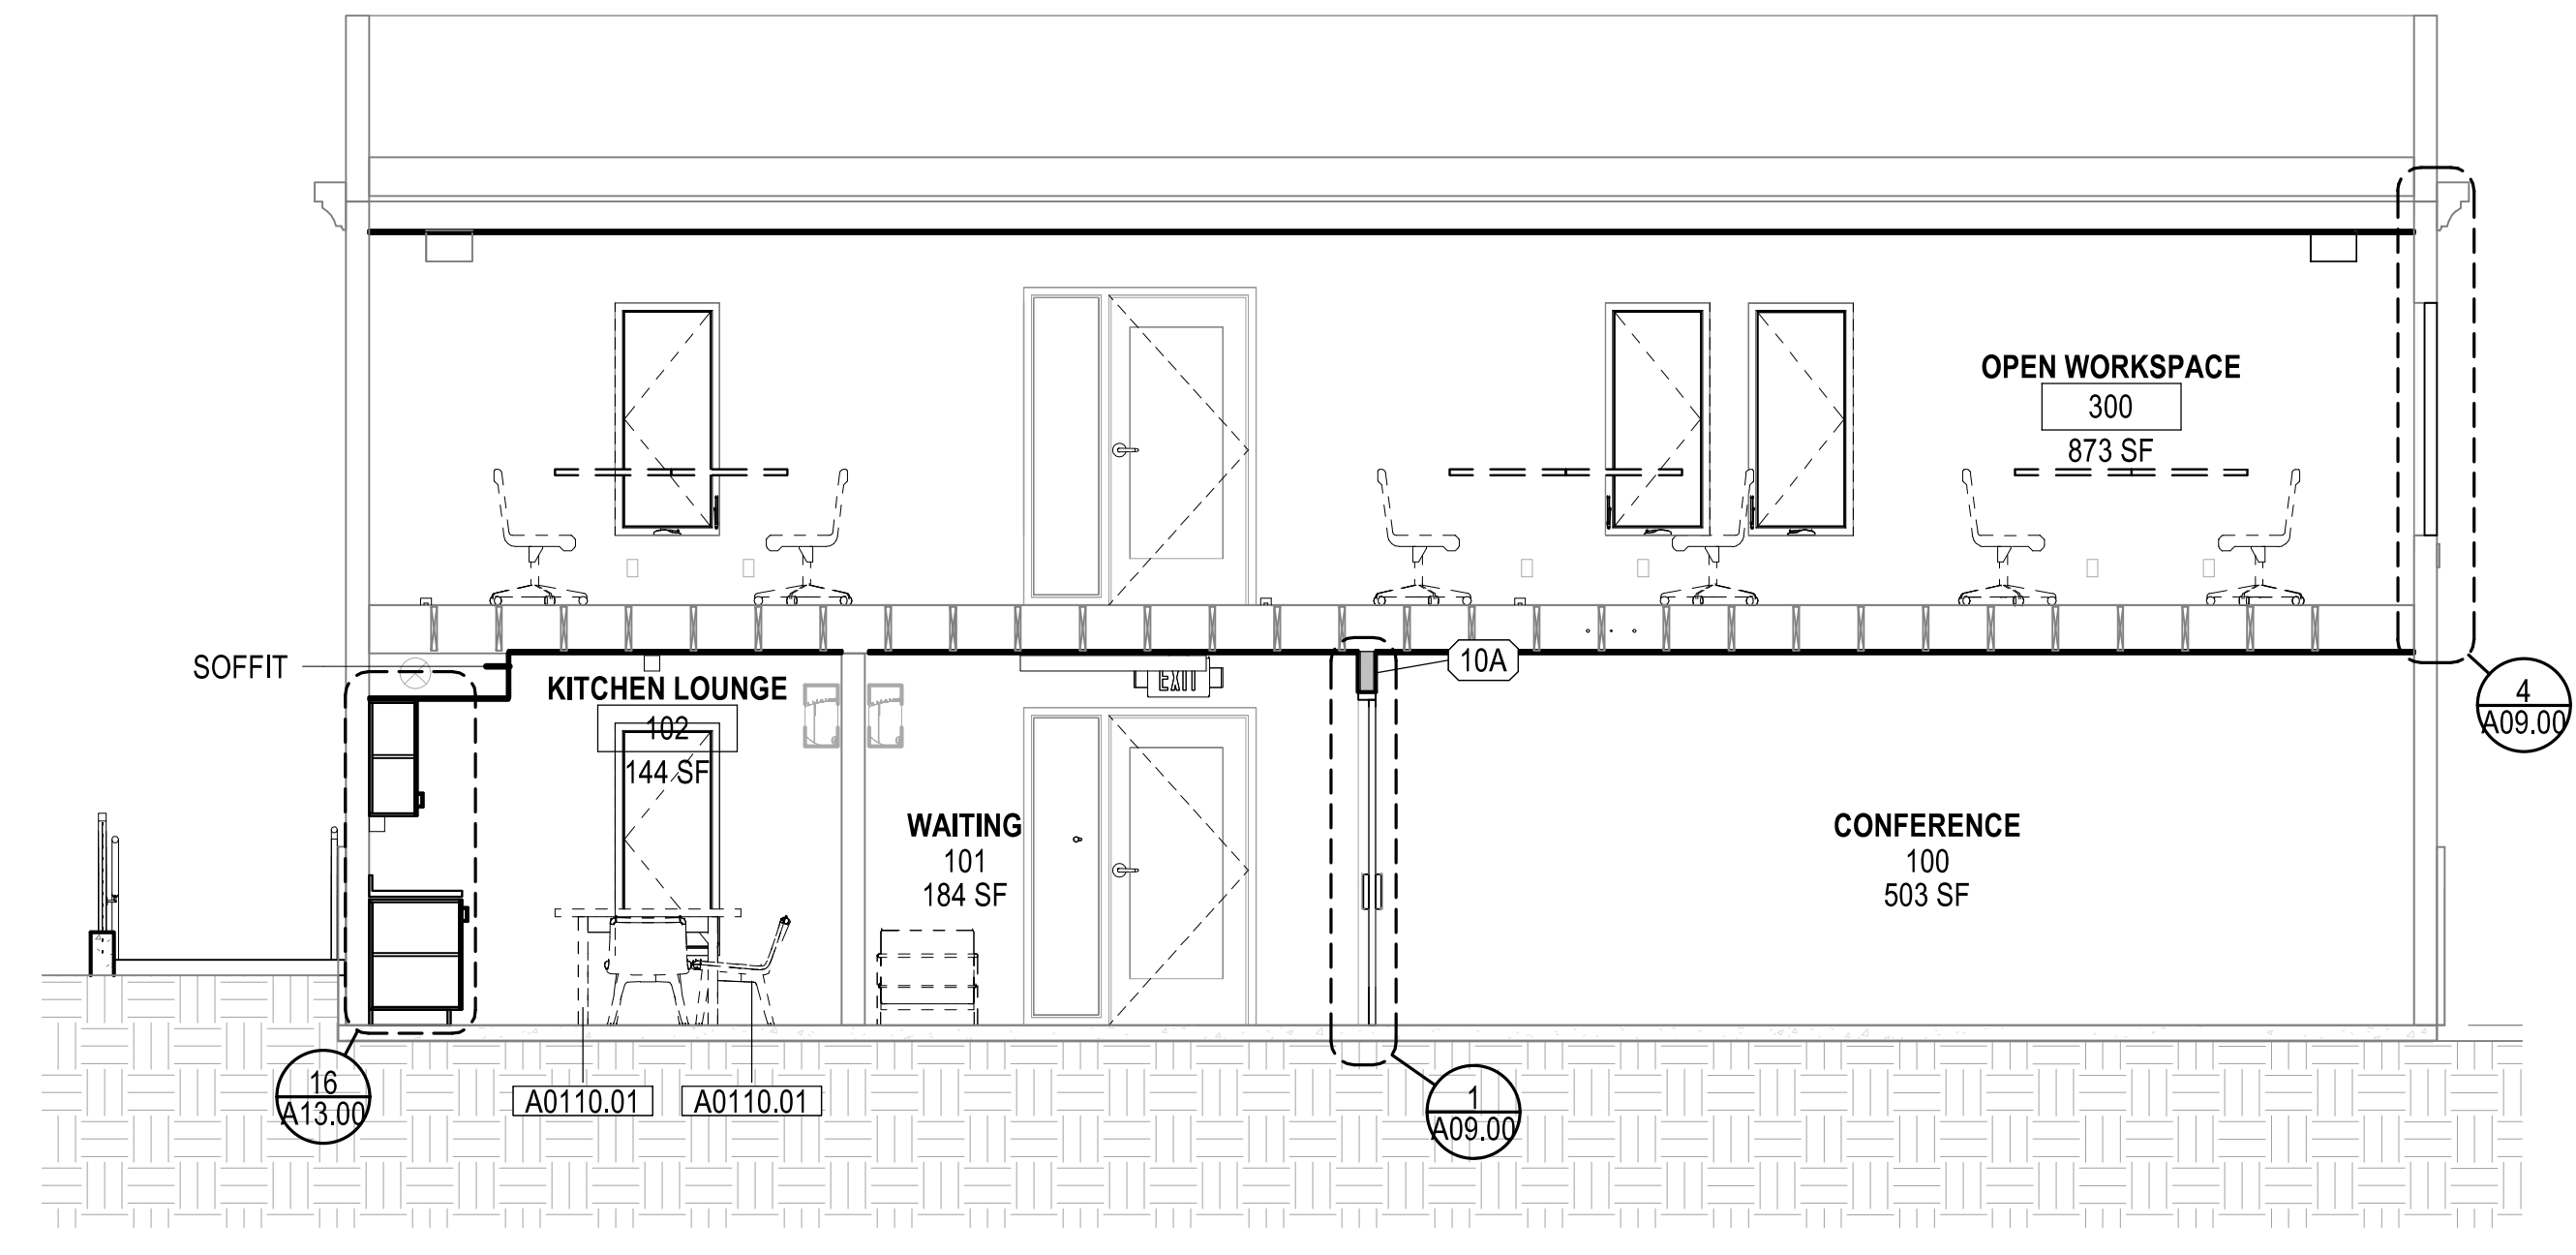 OPEN WORKSPACE
300
873 SF
SOFFIT
10A
EXIT
KITCHEN LOUNGE
102
144 SF
4
A09.00
WAITING
101
184 SF
CONFERENCE
100
503 SF
16
A13.00
A0110.01
A0110.01
1
A09.00